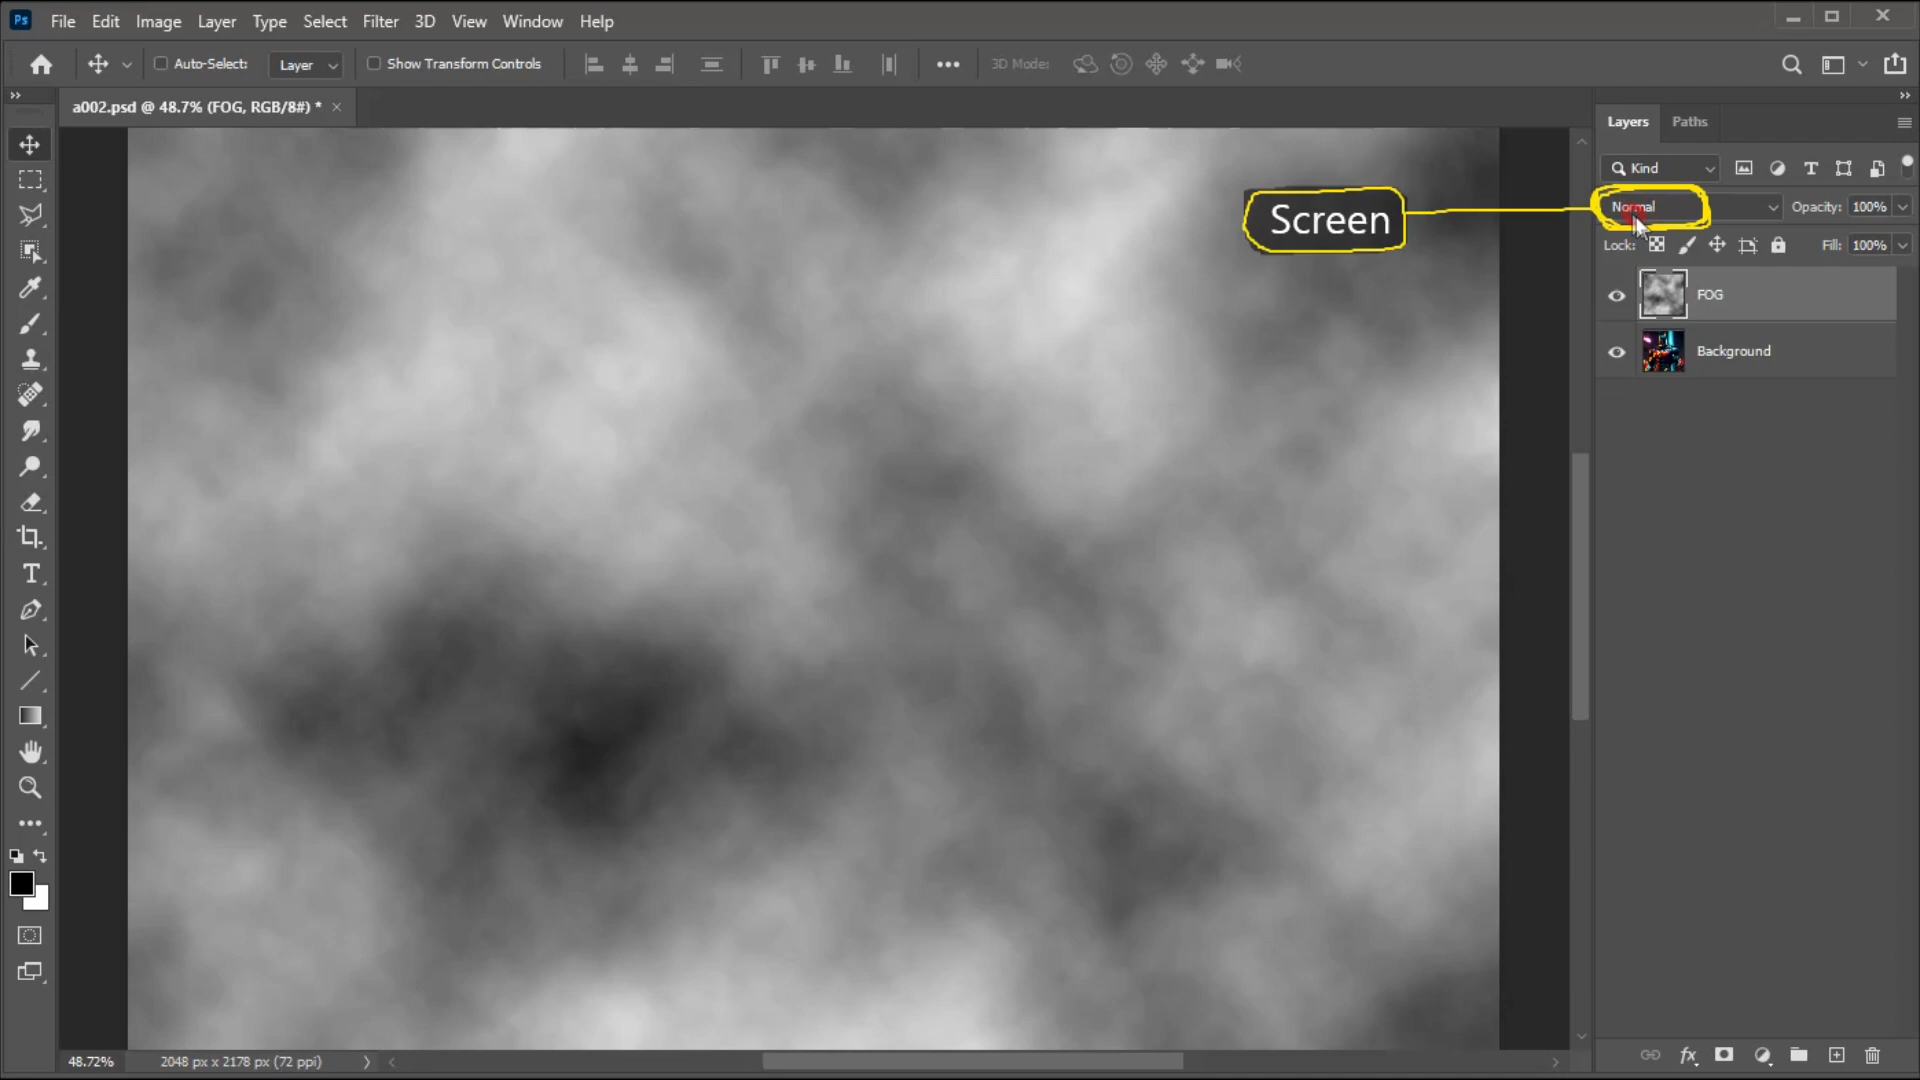 Ps File Edit Image Layer Type Select Filter 3D View Window Help
Auto-Select: Layer Show Transform Controls 3D Mode:
a002.psd @ 48.7% (FOG, RGB/8#) *
Layers Paths
Kind
Screen
Normal Opacity: 100%
Lock: Fill: 100%
FOG
Background
48.72% 2048 px x 2178 px (72 ppi)
fx